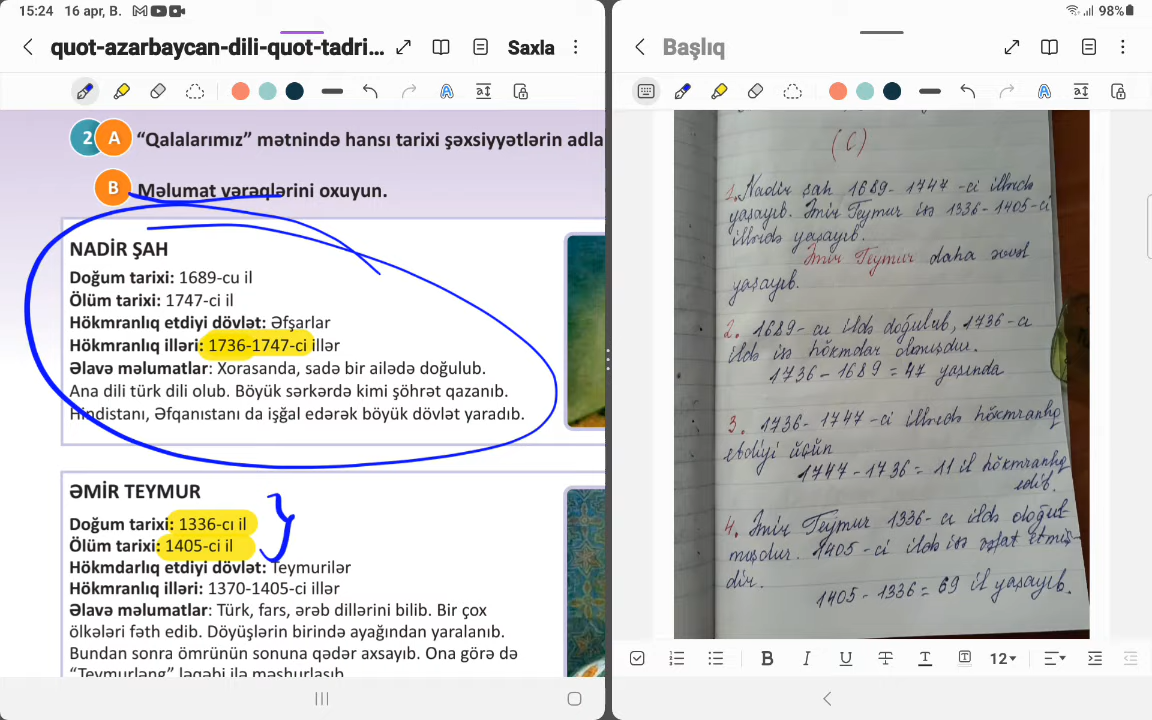 15:24 16 apr, B.
98%
quot-azarbaycan-dili-quot-tadri... Saxla
Başlıq
2 A “Qalalarımız” mətnində hansı tarixi şəxsiyyətlərin adla
B Məlumat vərəqlərini oxuyun.
NADİR ŞAH
Doğum tarixi: 1689-cu il
Ölüm tarixi: 1747-ci il
Hökmranlıq etdiyi dövlət: Əfşarlar
Hökmranlıq illəri: 1736-1747-ci illər
Əlavə məlumatlar: Xorasanda, sadə bir ailədə doğulub.
Ana dili türk dili olub. Böyük sərkərdə kimi şöhrət qazanıb.
Hindistanı, Əfqanıstanı da işğal edərək böyük dövlət yaradıb.
ƏMİR TEYMUR
Doğum tarixi: 1336-cı il
Ölüm tarixi: 1405-ci il
Hökmdarlıq etdiyi dövlət: Teymurilər
Hökmranlıq illəri: 1370-1405-ci illər
Əlavə məlumatlar: Türk, fars, ərəb dillərini bilib. Bir çox
ölkələri fəth edib. Döyüşlərin birində ayağından yaralanıb.
Bundan sonra ömrünün sonuna qədər axsayıb. Ona görə də
“Teymurləng” ləqəbi ilə məşhurlaşıb
(C)
1. Nadir şah 1689-1747-ci illərdə
yaşayıb. Əmir Teymur isə 1336-1405-ci
illərdə yaşayıb.
Əmir Teymur daha əvvəl
yaşayıb.
2. 1689-cu ildə doğulub, 1736-cı
ildə isə hökmdar olmuşdur.
1736-1689=47 yaşında
3. 1736-1747-ci illərdə hökmranlıq
etdiyi üçün
1747-1736=11 il hökmranlıq
edib.
4. Əmir Teymur 1336-cı ildə doğul-
muşdur. 1405-ci ildə isə vəfat etmiş-
dir.
1405-1336=69 il yaşayıb.
B I U T T T 12